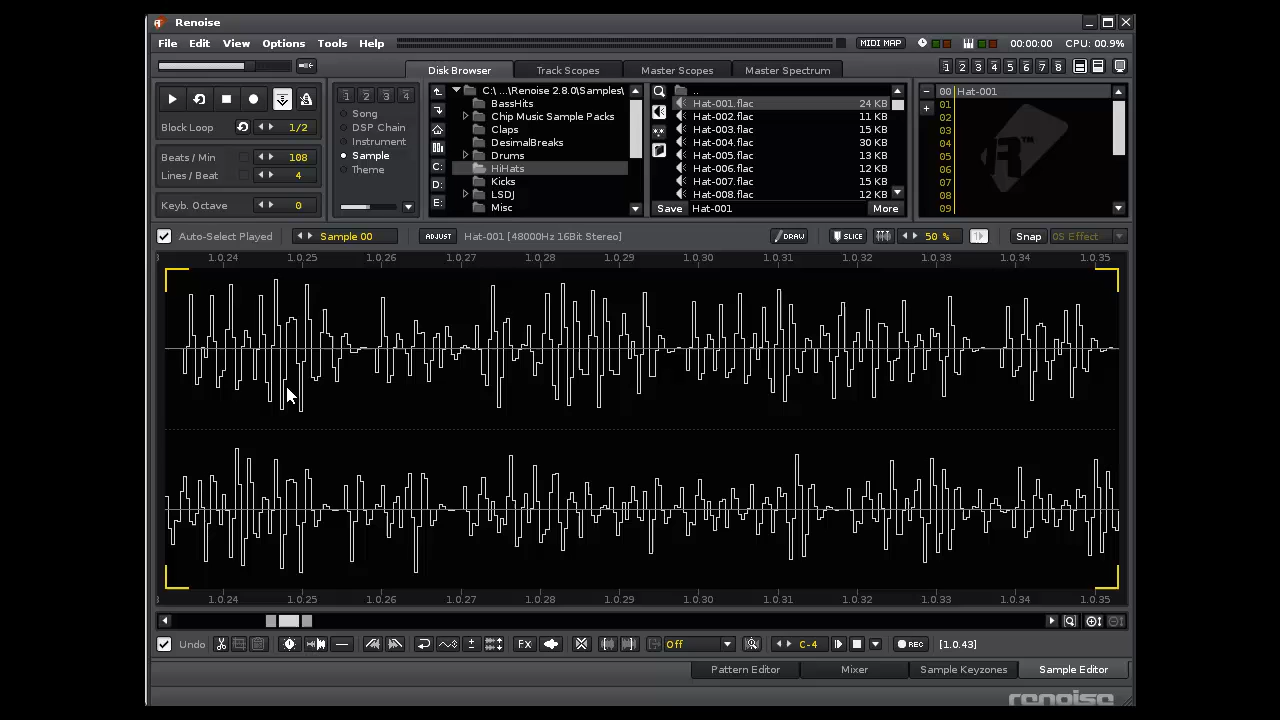 Renoise
File Edit View Options Tools Help MIDI MAP 00:00:00 CPU: 00.9%
Disk Browser Track Scopes Master Scopes Master Spectrum 1 2 3 4 5 6 7 8
Block Loop 1/2
Beats / Min 108
Lines / Beat 4
Keyb. Octave 0
1 2 3 4
Song
DSP Chain
Instrument
Sample
Theme
C:
D:
E:
C:\ ...\Renoise 2.8.0\Samples\
BassHits
Chip Music Sample Packs
Claps
DesimalBreaks
Drums
HiHats
Kicks
LSDJ
Misc
..
Hat-001.flac 24 KB
Hat-002.flac 11 KB
Hat-003.flac 15 KB
Hat-004.flac 30 KB
Hat-005.flac 13 KB
Hat-006.flac 12 KB
Hat-007.flac 15 KB
Hat-008.flac 12 KB
Save Hat-001 More
00 Hat-001
01
02
03
04
05
06
07
08
09
Auto-Select Played Sample 00 ADJUST Hat-001 [48000Hz 16Bit Stereo] DRAW SLICE 50 % Snap 0S Effect
1.0.24 1.0.25 1.0.26 1.0.27 1.0.28 1.0.29 1.0.30 1.0.31 1.0.32 1.0.33 1.0.34 1.0.35
1.0.24 1.0.25 1.0.26 1.0.27 1.0.28 1.0.29 1.0.30 1.0.31 1.0.32 1.0.33 1.0.34 1.0.35
Undo FX Off C-4 REC [1.0.43]
Pattern Editor Mixer Sample Keyzones Sample Editor
renoise